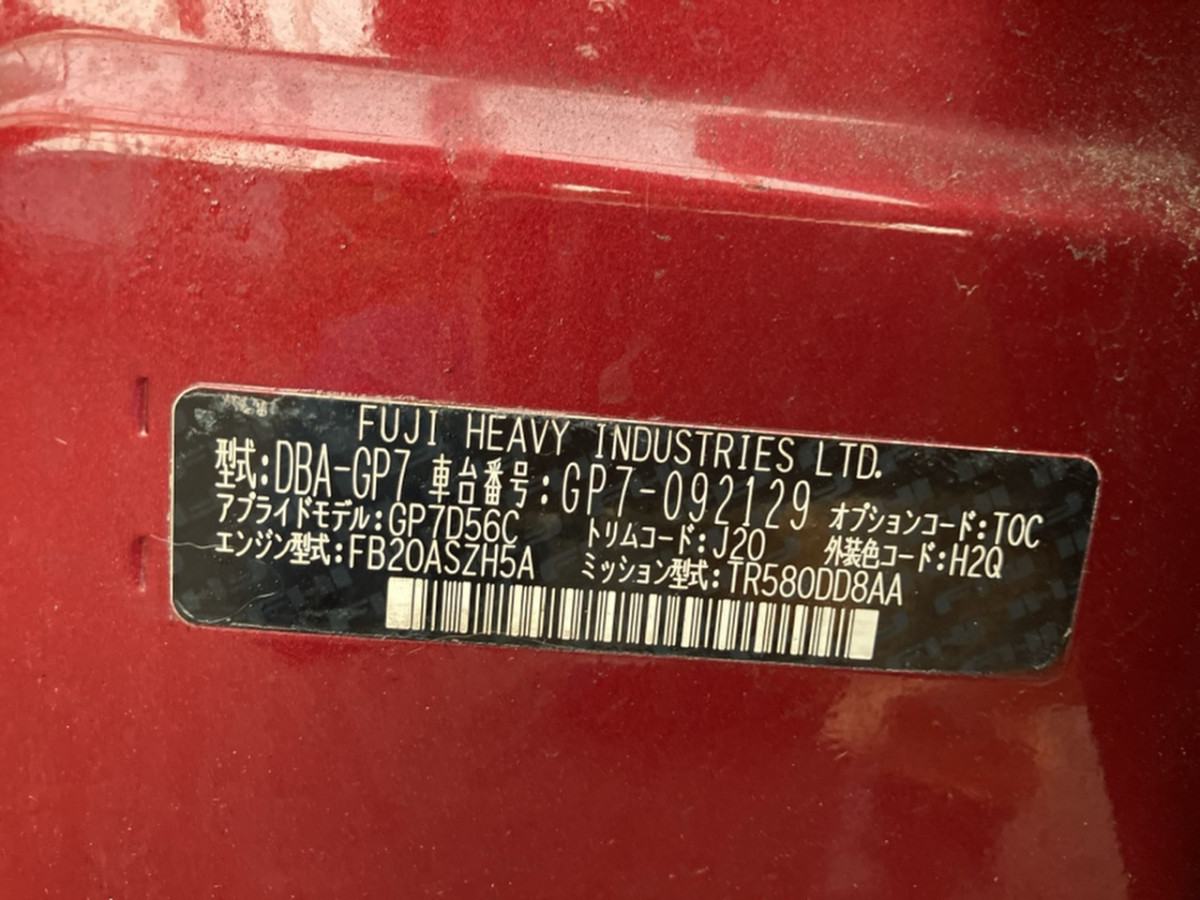 FUJI HEAVY INDUSTRIES LTD.
型式:DBA-GP7 車台番号:GP7-092129
アプライドモデル:GP7D56C トリムコード:J20 オプションコード:TOC
エンジン型式:FB20ASZH5A ミッション型式:TR580DD8AA 外装色コード:H2Q